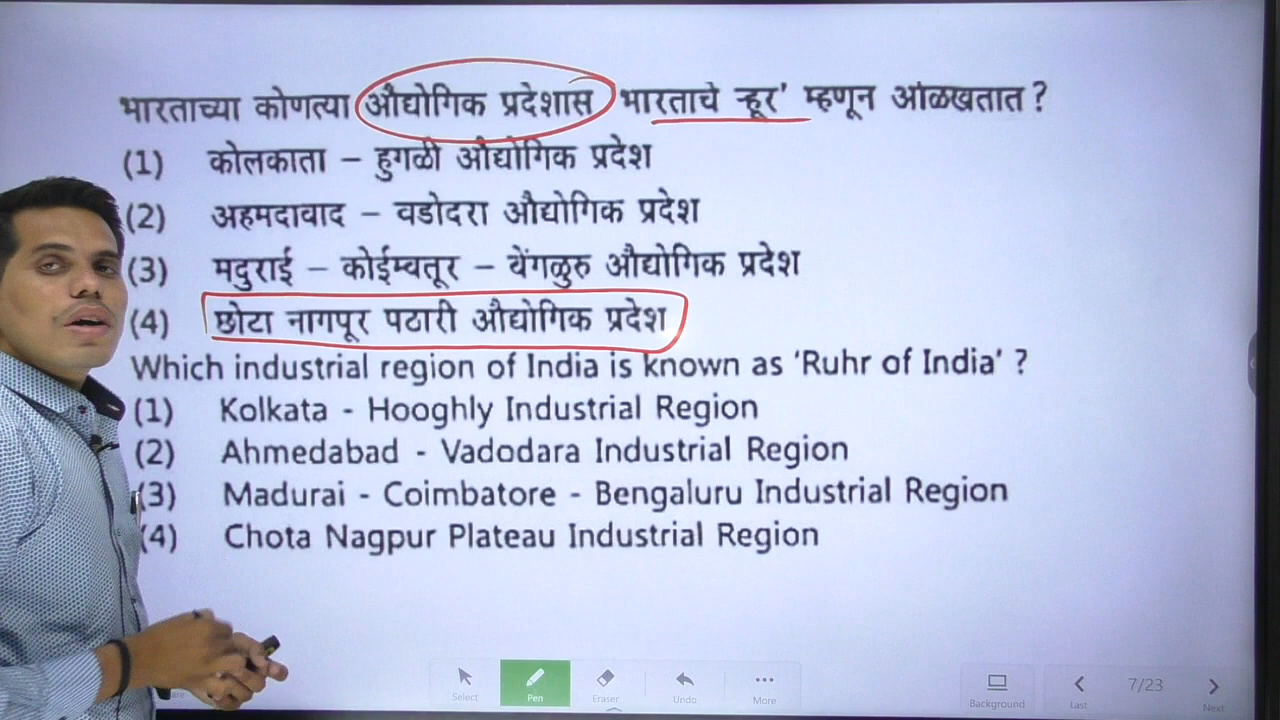 भारताच्या कोणत्या औद्योगिक प्रदेशास भारताचे ऱ्हूर' म्हणून ओळखतात ?
(1) कोलकाता – हुगळी औद्योगिक प्रदेश
(2) अहमदावाद – वडोदरा औद्योगिक प्रदेश
(3) मदुराई – कोईम्वतूर – वेंगळुरु औद्योगिक प्रदेश
(4) छोटा नागपूर पठारी औद्योगिक प्रदेश
Which industrial region of India is known as 'Ruhr of India' ?
(1) Kolkata - Hooghly Industrial Region
(2) Ahmedabad - Vadodara Industrial Region
(3) Madurai - Coimbatore - Bengaluru Industrial Region
(4) Chota Nagpur Plateau Industrial Region
Select Pen Eraser Undo More Background Last 7/23 Next